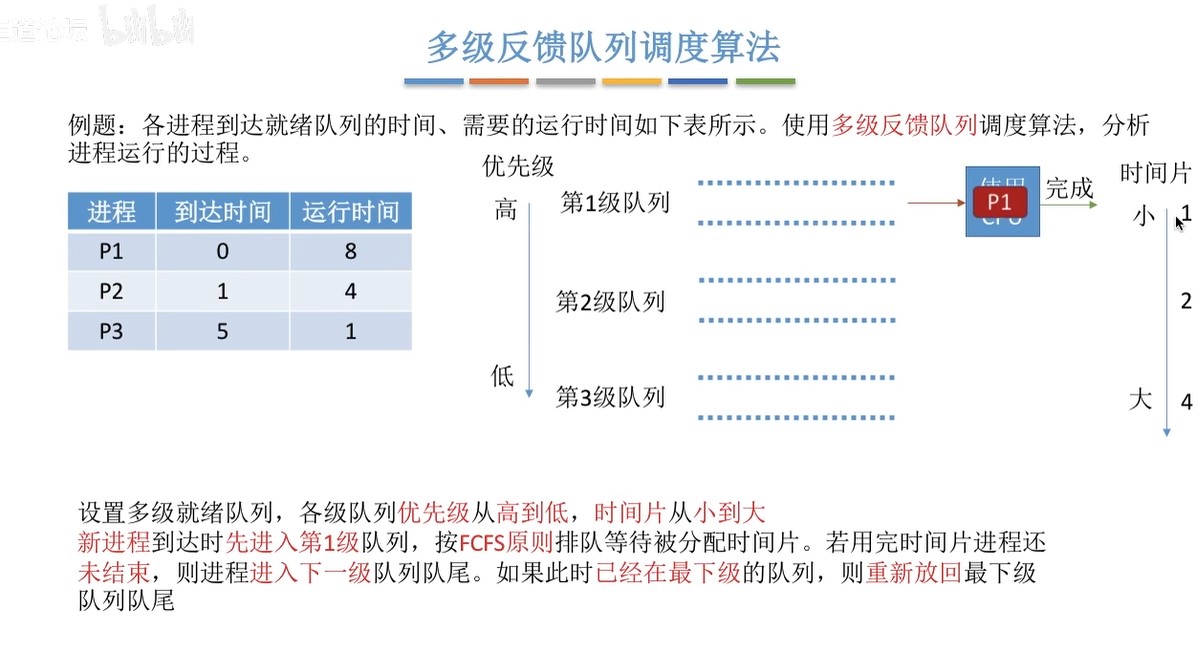 bilibili
多级反馈队列调度算法
例题：各进程到达就绪队列的时间、需要的运行时间如下表所示。使用多级反馈队列调度算法，分析
进程运行的过程。
进程 到达时间 运行时间
P1 0 8
P2 1 4
P3 5 1
优先级
高
低
第1级队列
第2级队列
第3级队列
P1
完成
时间片
小 1
2
大 4
设置多级就绪队列，各级队列优先级从高到低，时间片从小到大
新进程到达时先进入第1级队列，按FCFS原则排队等待被分配时间片。若用完时间片进程还
未结束，则进程进入下一级队列队尾。如果此时已经在最下级的队列，则重新放回最下级
队列队尾